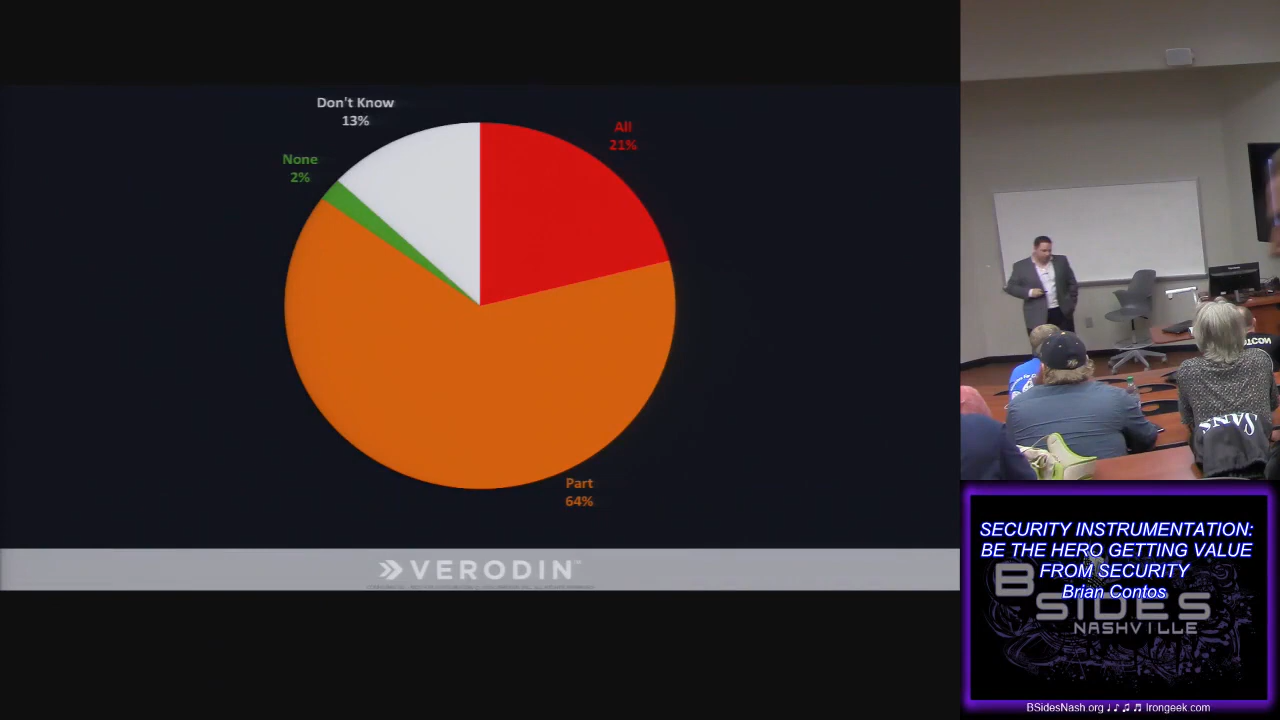 Don't Know
13%
All
21%
None
2%
Part
64%
VERODIN
SANS
SECURITY INSTRUMENTATION:
BE THE HERO GETTING VALUE
FROM SECURITY
Brian Contos
BSIDES
NASHVILLE
BSidesNash.org ♩ ♪ ♫ ♬ Irongeek.com